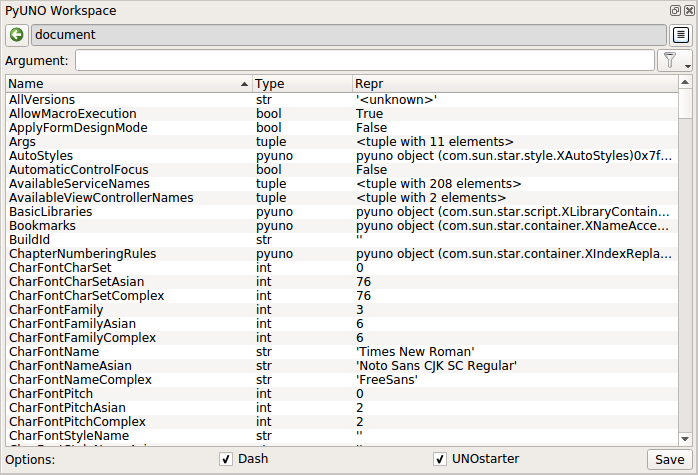 PyUNO Workspace
document
Argument:
Name Type Repr
AllVersions str '<unknown>'
AllowMacroExecution bool True
ApplyFormDesignMode bool False
Args tuple <tuple with 11 elements>
AutoStyles pyuno pyuno object (com.sun.star.style.XAutoStyles)0x7f...
AutomaticControlFocus bool False
AvailableServiceNames tuple <tuple with 208 elements>
AvailableViewControllerNames tuple <tuple with 2 elements>
BasicLibraries pyuno pyuno object (com.sun.star.script.XLibraryContain...
Bookmarks pyuno pyuno object (com.sun.star.container.XNameAcce...
BuildId str ''
ChapterNumberingRules pyuno pyuno object (com.sun.star.container.XIndexRepla...
CharFontCharSet int 0
CharFontCharSetAsian int 76
CharFontCharSetComplex int 76
CharFontFamily int 3
CharFontFamilyAsian int 6
CharFontFamilyComplex int 6
CharFontName str 'Times New Roman'
CharFontNameAsian str 'Noto Sans CJK SC Regular'
CharFontNameComplex str 'FreeSans'
CharFontPitch int 0
CharFontPitchAsian int 2
CharFontPitchComplex int 2
CharFontStyleName str ''
Options: Dash UNOstarter Save